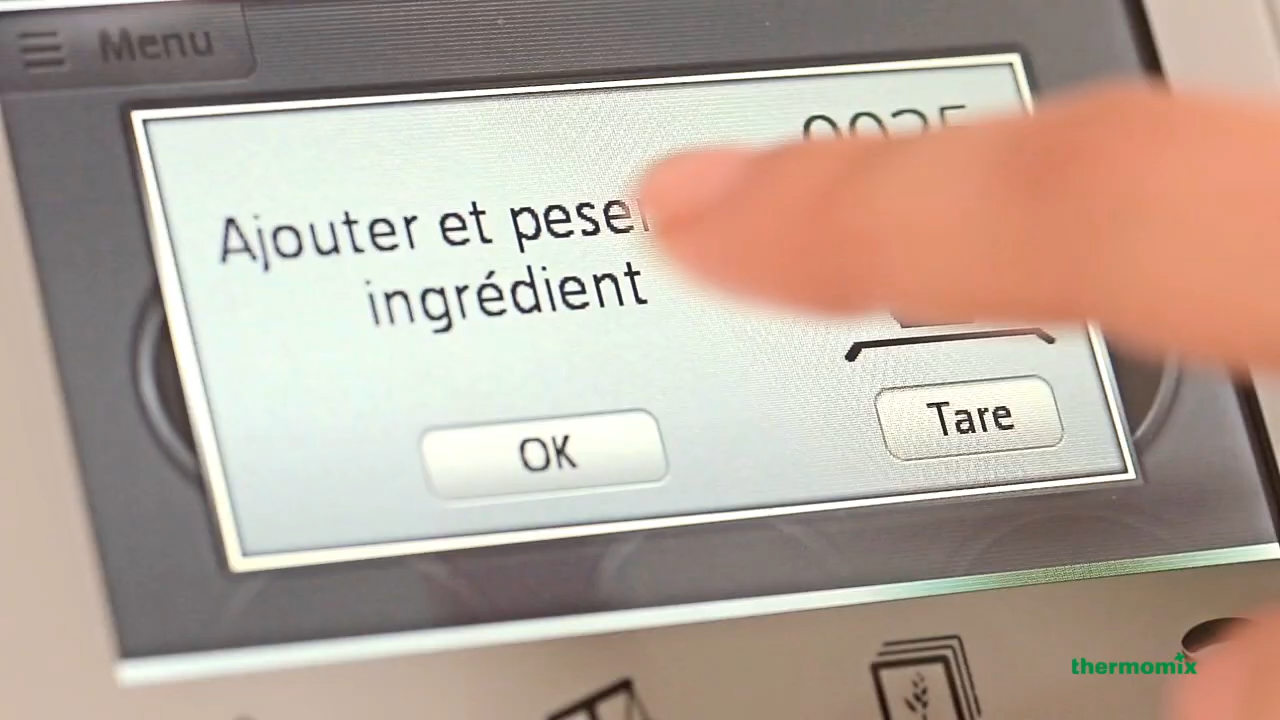 Menu
Ajouter et peser
ingrédient
OK
Tare
thermomix